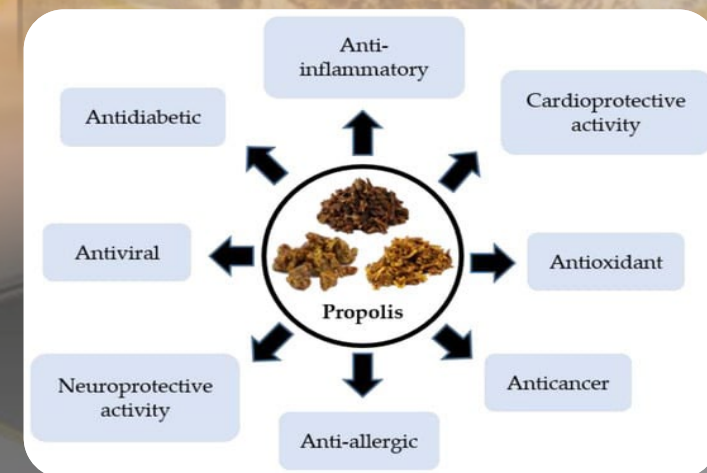 Anti-
inflammatory
Cardioprotective
activity
Antidiabetic
Antiviral
Antioxidant
Propolis
Neuroprotective
activity
Anticancer
Anti-allergic